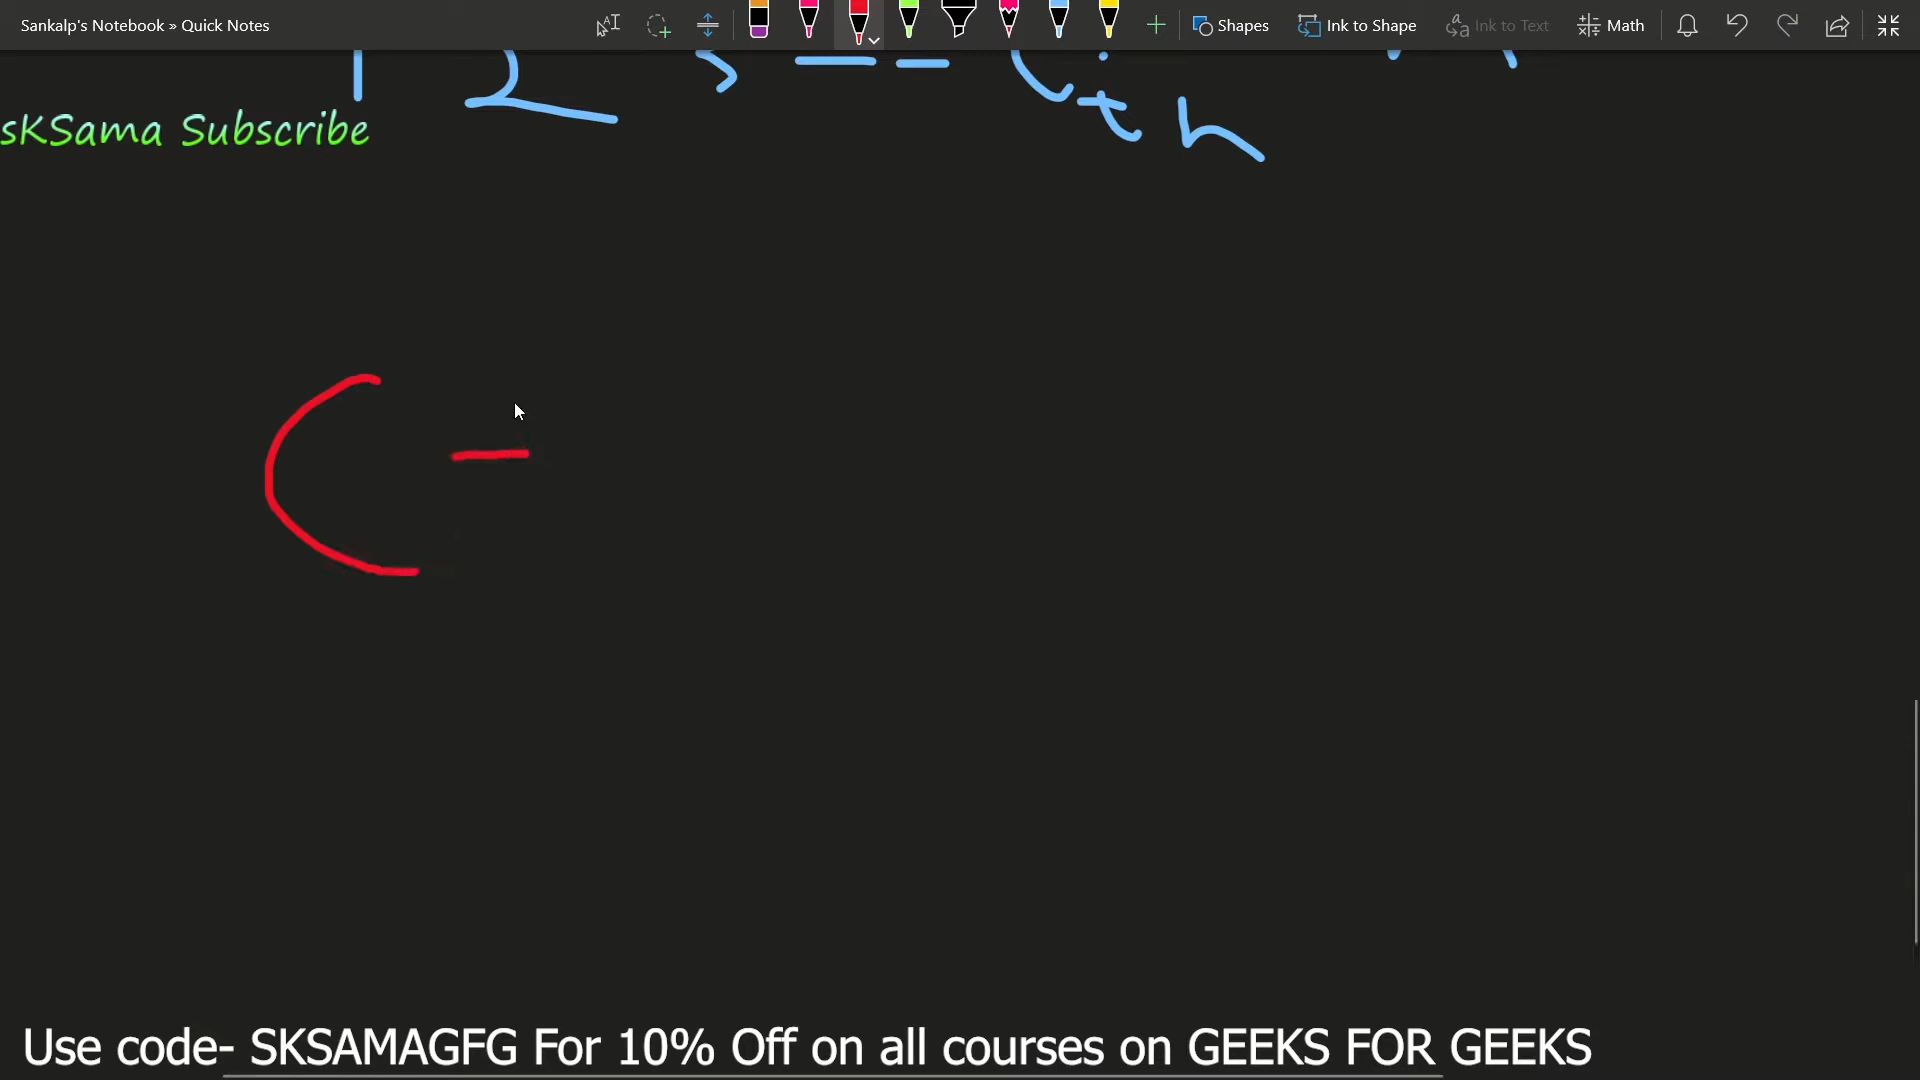 Sankalp's Notebook » Quick Notes Shapes Ink to Shape Ink to Text Math
sKSama Subscribe
th
Use code- SKSAMAGFG For 10% Off on all courses on GEEKS FOR GEEKS